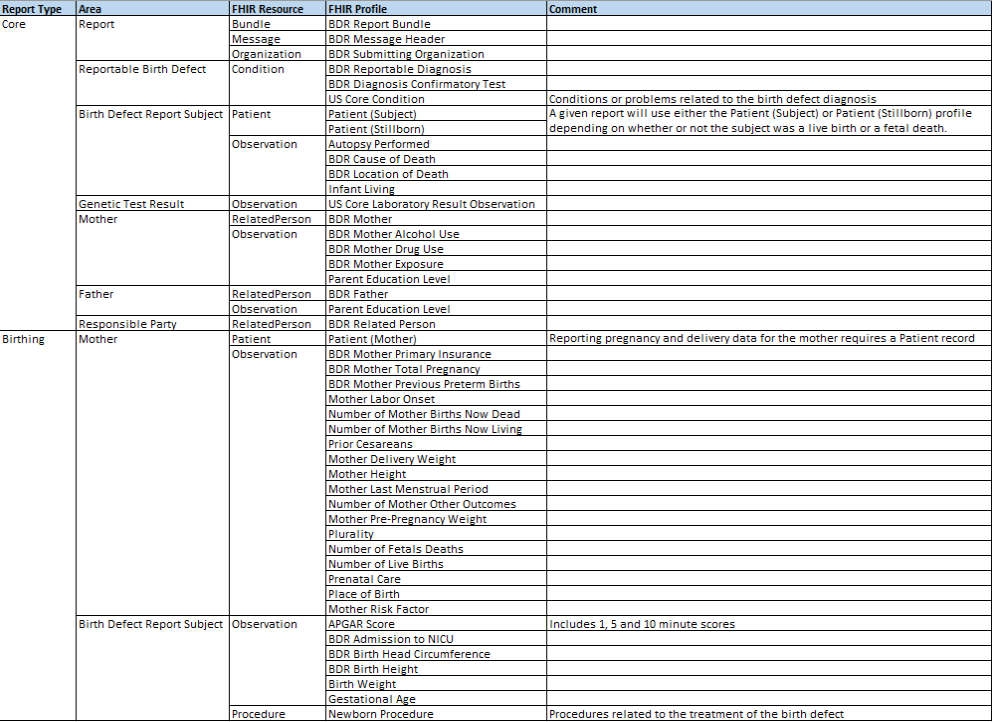 Report Type Area FHIR Resource FHIR Profile Comment
Core Report Bundle BDR Report Bundle
Message BDR Message Header
Organization BDR Submitting Organization
Reportable Birth Defect Condition BDR Reportable Diagnosis
BDR Diagnosis Confirmatory Test
US Core Condition Conditions or problems related to the birth defect diagnosis
Birth Defect Report Subject Patient Patient (Subject) A given report will use either the Patient (Subject) or Patient (Stillborn) profile
Patient (Stillborn) depending on whether or not the subject was a live birth or a fetal death.
Observation Autopsy Performed
BDR Cause of Death
BDR Location of Death
Infant Living
Genetic Test Result Observation US Core Laboratory Result Observation
Mother RelatedPerson BDR Mother
Observation BDR Mother Alcohol Use
BDR Mother Drug Use
BDR Mother Exposure
Parent Education Level
Father RelatedPerson BDR Father
Observation Parent Education Level
Responsible Party RelatedPerson BDR Related Person
Birthing Mother Patient Patient (Mother) Reporting pregnancy and delivery data for the mother requires a Patient record
Observation BDR Mother Primary Insurance
BDR Mother Total Pregnancy
BDR Mother Previous Preterm Births
Mother Labor Onset
Number of Mother Births Now Dead
Number of Mother Births Now Living
Prior Cesareans
Mother Delivery Weight
Mother Height
Mother Last Menstrual Period
Number of Mother Other Outcomes
Mother Pre-Pregnancy Weight
Plurality
Number of Fetals Deaths
Number of Live Births
Prenatal Care
Place of Birth
Mother Risk Factor
Birth Defect Report Subject Observation APGAR Score Includes 1, 5 and 10 minute scores
BDR Admission to NICU
BDR Birth Head Circumference
BDR Birth Height
Birth Weight
Gestational Age
Procedure Newborn Procedure Procedures related to the treatment of the birth defect